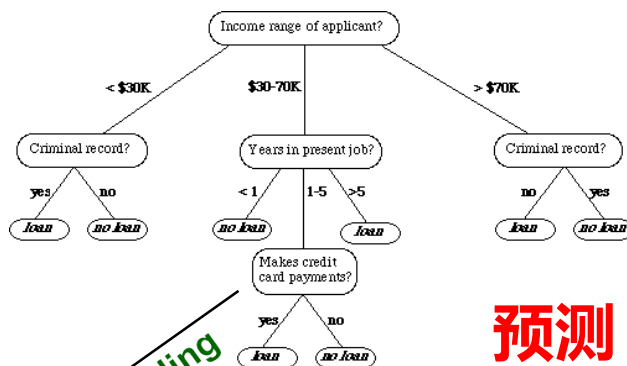 Income range of applicant?
< $30K
$30-70K
> $70K
Criminal record?
Years in present job?
Criminal record?
yes
no
< 1
1-5
>5
no
yes
loan
no loan
no loan
loan
loan
no loan
Makes credit
card payments?
yes
no
loan
no loan
预测